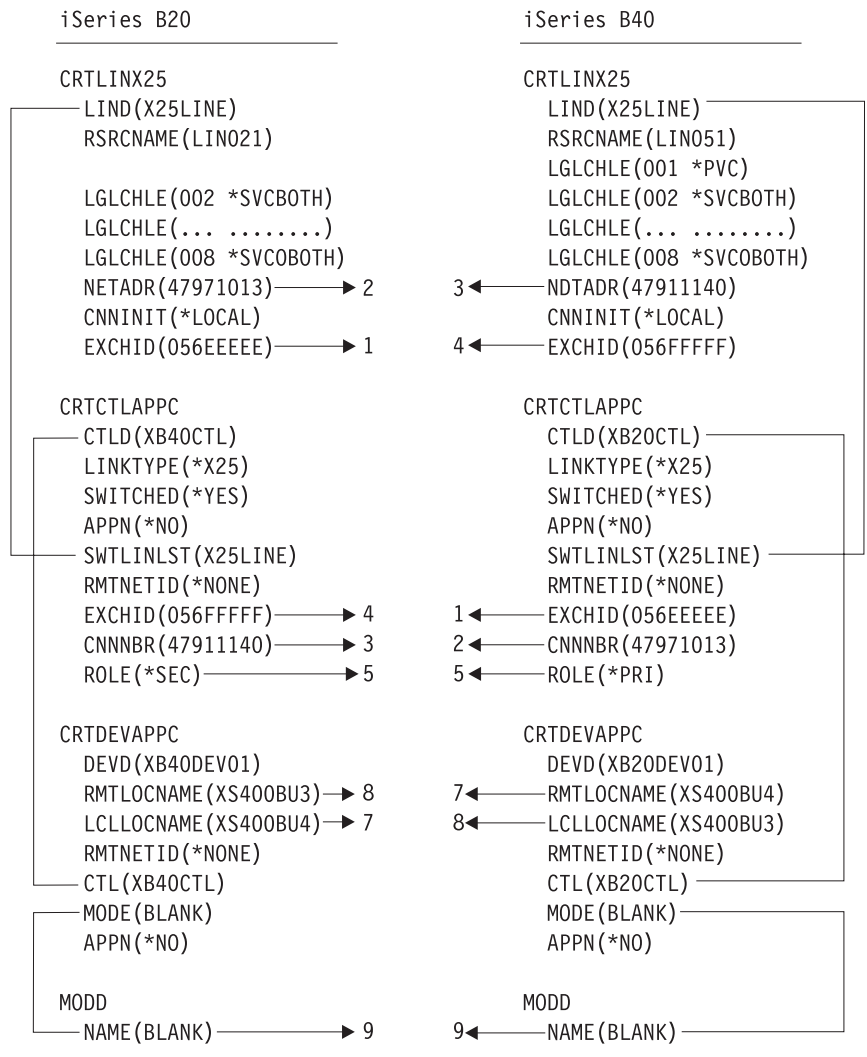 iSeries B20
CRTLINX25
LIND(X25LINE)
RSRCNAME(LIN021)
LGLCHLE(002 *SVCBOTH)
LGLCHLE(... ........)
LGLCHLE(008 *SVCOBOTH)
NETADR(47971013) 2
CNNINIT(*LOCAL)
EXCHID(056EEEEE) 1
CRTCTLAPPC
CTLD(XB40CTL)
LINKTYPE(*X25)
SWITCHED(*YES)
APPN(*NO)
SWTLINLST(X25LINE)
RMTNETID(*NONE)
EXCHID(056FFFFF) 4
CNNNBR(47911140) 3
ROLE(*SEC) 5
CRTDEVAPPC
DEVD(XB40DEV01)
RMTLOCNAME(XS400BU3) 8
LCLLOCNAME(XS400BU4) 7
RMTNETID(*NONE)
CTL(XB40CTL)
MODE(BLANK)
APPN(*NO)
MODD
NAME(BLANK) 9
iSeries B40
CRTLINX25
LIND(X25LINE)
RSRCNAME(LIN051)
LGLCHLE(001 *PVC)
LGLCHLE(002 *SVCBOTH)
LGLCHLE(... ........)
LGLCHLE(008 *SVCOBOTH)
3 NDTADR(47911140)
CNNINIT(*LOCAL)
4 EXCHID(056FFFFF)
CRTCTLAPPC
CTLD(XB20CTL)
LINKTYPE(*X25)
SWITCHED(*YES)
APPN(*NO)
SWTLINLST(X25LINE)
RMTNETID(*NONE)
1 EXCHID(056EEEEE)
2 CNNNBR(47971013)
5 ROLE(*PRI)
CRTDEVAPPC
DEVD(XB20DEV01)
7 RMTLOCNAME(XS400BU4)
8 LCLLOCNAME(XS400BU3)
RMTNETID(*NONE)
CTL(XB20CTL)
MODE(BLANK)
APPN(*NO)
MODD
9 NAME(BLANK)